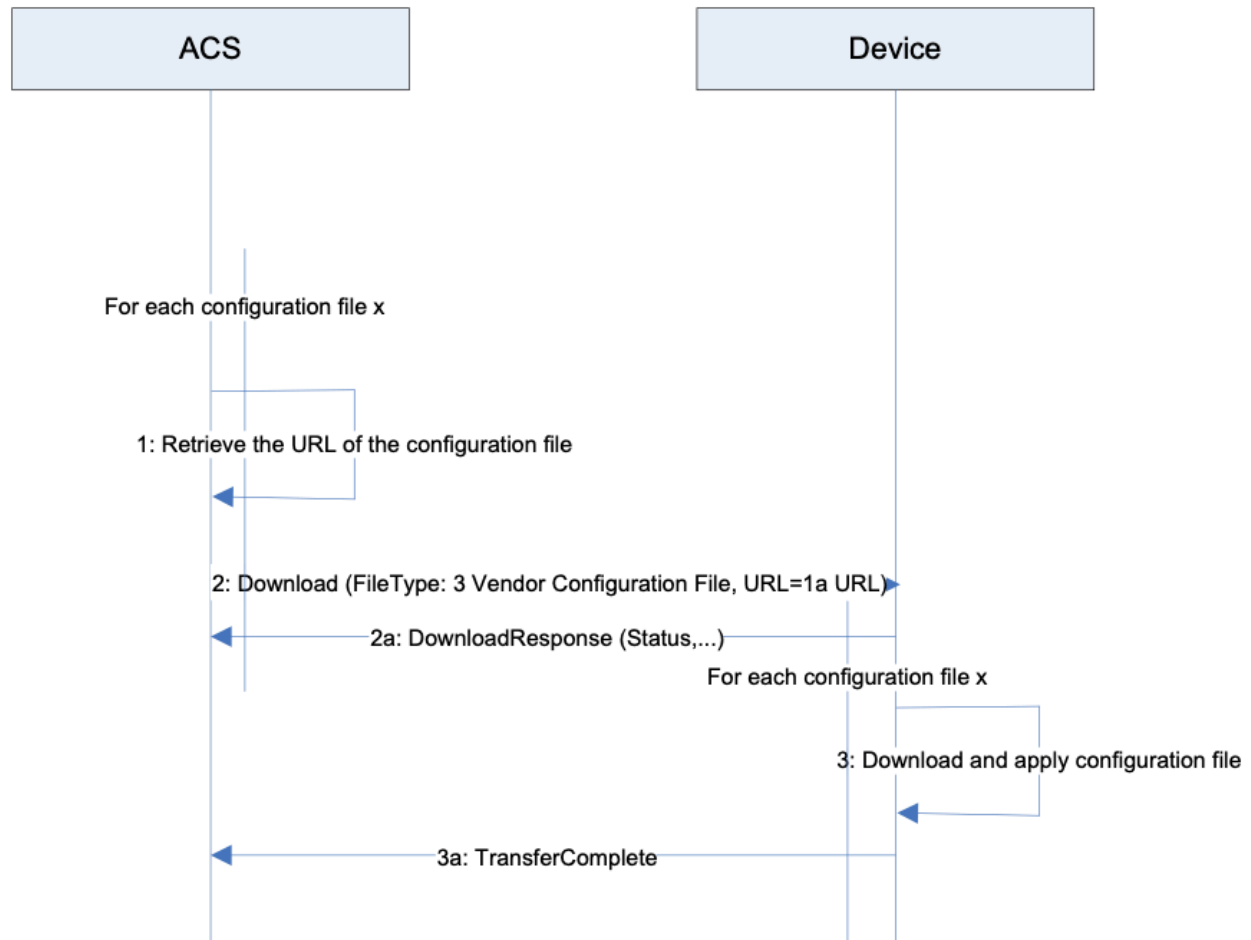 ACS
Device
For each configuration file x
1: Retrieve the URL of the configuration file
2: Download (FileType: 3 Vendor Configuration File, URL=1a URL)
2a: DownloadResponse (Status,...)
For each configuration file x
3: Download and apply configuration file
3a: TransferComplete